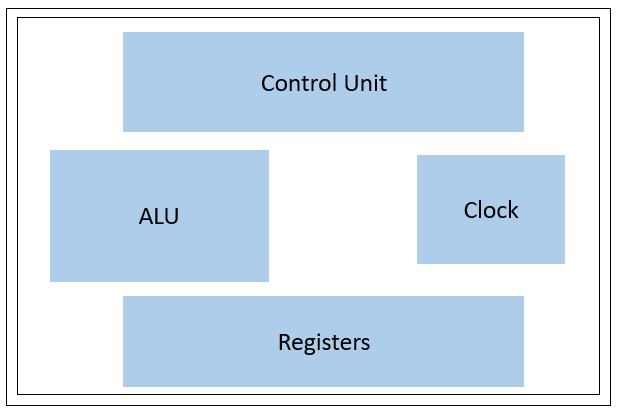 Control Unit
ALU
Clock
Registers